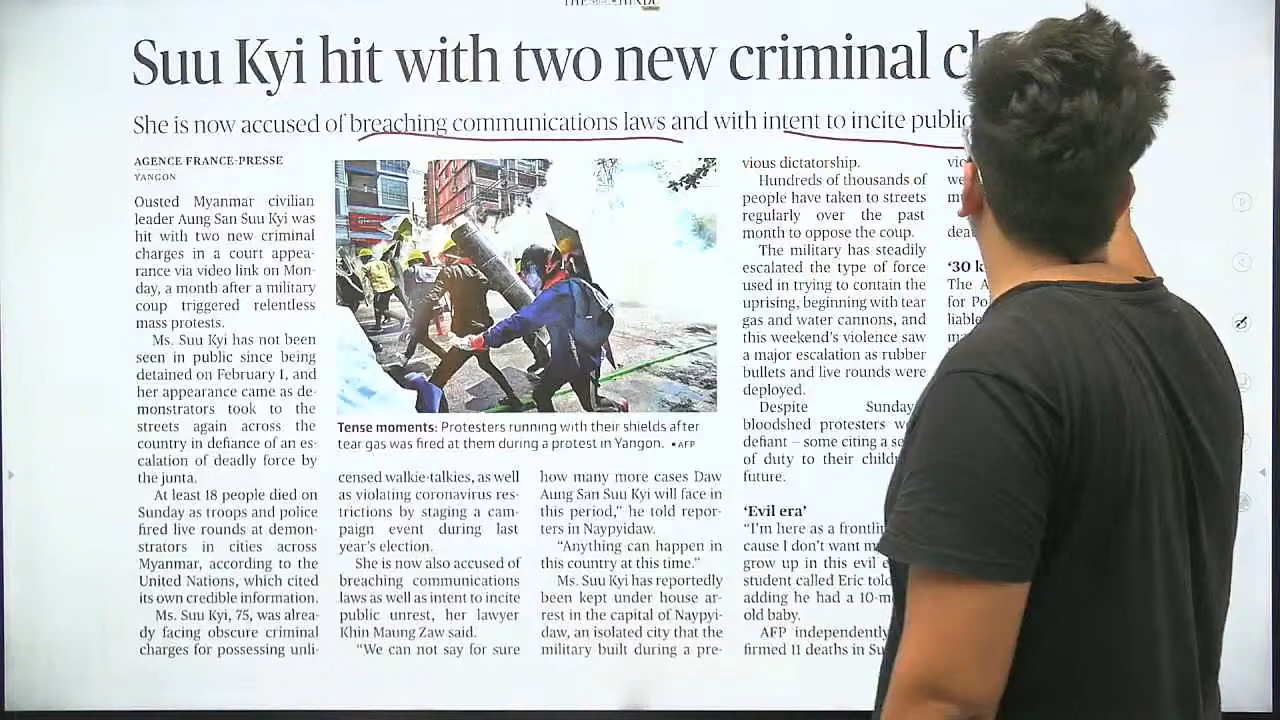 THE HINDU
Suu Kyi hit with two new criminal
She is now accused of breaching communications laws and with intent to incite public
AGENCE FRANCE-PRESSE
YANGON
Ousted Myanmar civilian
leader Aung San Suu Kyi was
hit with two new criminal
charges in a court appea-
rance via video link on Mon-
day, a month after a military
coup triggered relentless
mass protests.
Ms. Suu Kyi has not been
seen in public since being
detained on February 1, and
her appearance came as de-
monstrators took to the
streets again across the
country in defiance of an es-
calation of deadly force by
the junta.
At least 18 people died on
Sunday as troops and police
fired live rounds at demon-
strators in cities across
Myanmar, according to the
United Nations, which cited
its own credible information.
Ms. Suu Kyi, 75, was alrea-
dy facing obscure criminal
charges for possessing unli-
Tense moments: Protesters running with their shields after
tear gas was fired at them during a protest in Yangon. ▪AFP
censed walkie-talkies, as well
as violating coronavirus res-
trictions by staging a cam-
paign event during last
year's election.
She is now also accused of
breaching communications
laws as well as intent to incite
public unrest, her lawyer
Khin Maung Zaw said.
"We can not say for sure
how many more cases Daw
Aung San Suu Kyi will face in
this period," he told repor-
ters in Naypyidaw.
"Anything can happen in
this country at this time."
Ms. Suu Kyi has reportedly
been kept under house ar-
rest in the capital of Naypyi-
daw, an isolated city that the
military built during a pre-
vious dictatorship.
Hundreds of thousands of
people have taken to streets
regularly over the past
month to oppose the coup.
The military has steadily
escalated the type of force
used in trying to contain the
uprising, beginning with tear
gas and water cannons, and
this weekend's violence saw
a major escalation as rubber
bullets and live rounds were
deployed.
Despite Sunday
bloodshed protesters
defiant – some citing a
of duty to their
future.
'Evil era'
"I'm here as a
cause I don't want
grow up in this evil
student called Eric told
adding he had a
old baby.
AFP independently
firmed 11 deaths in
'30
The
for